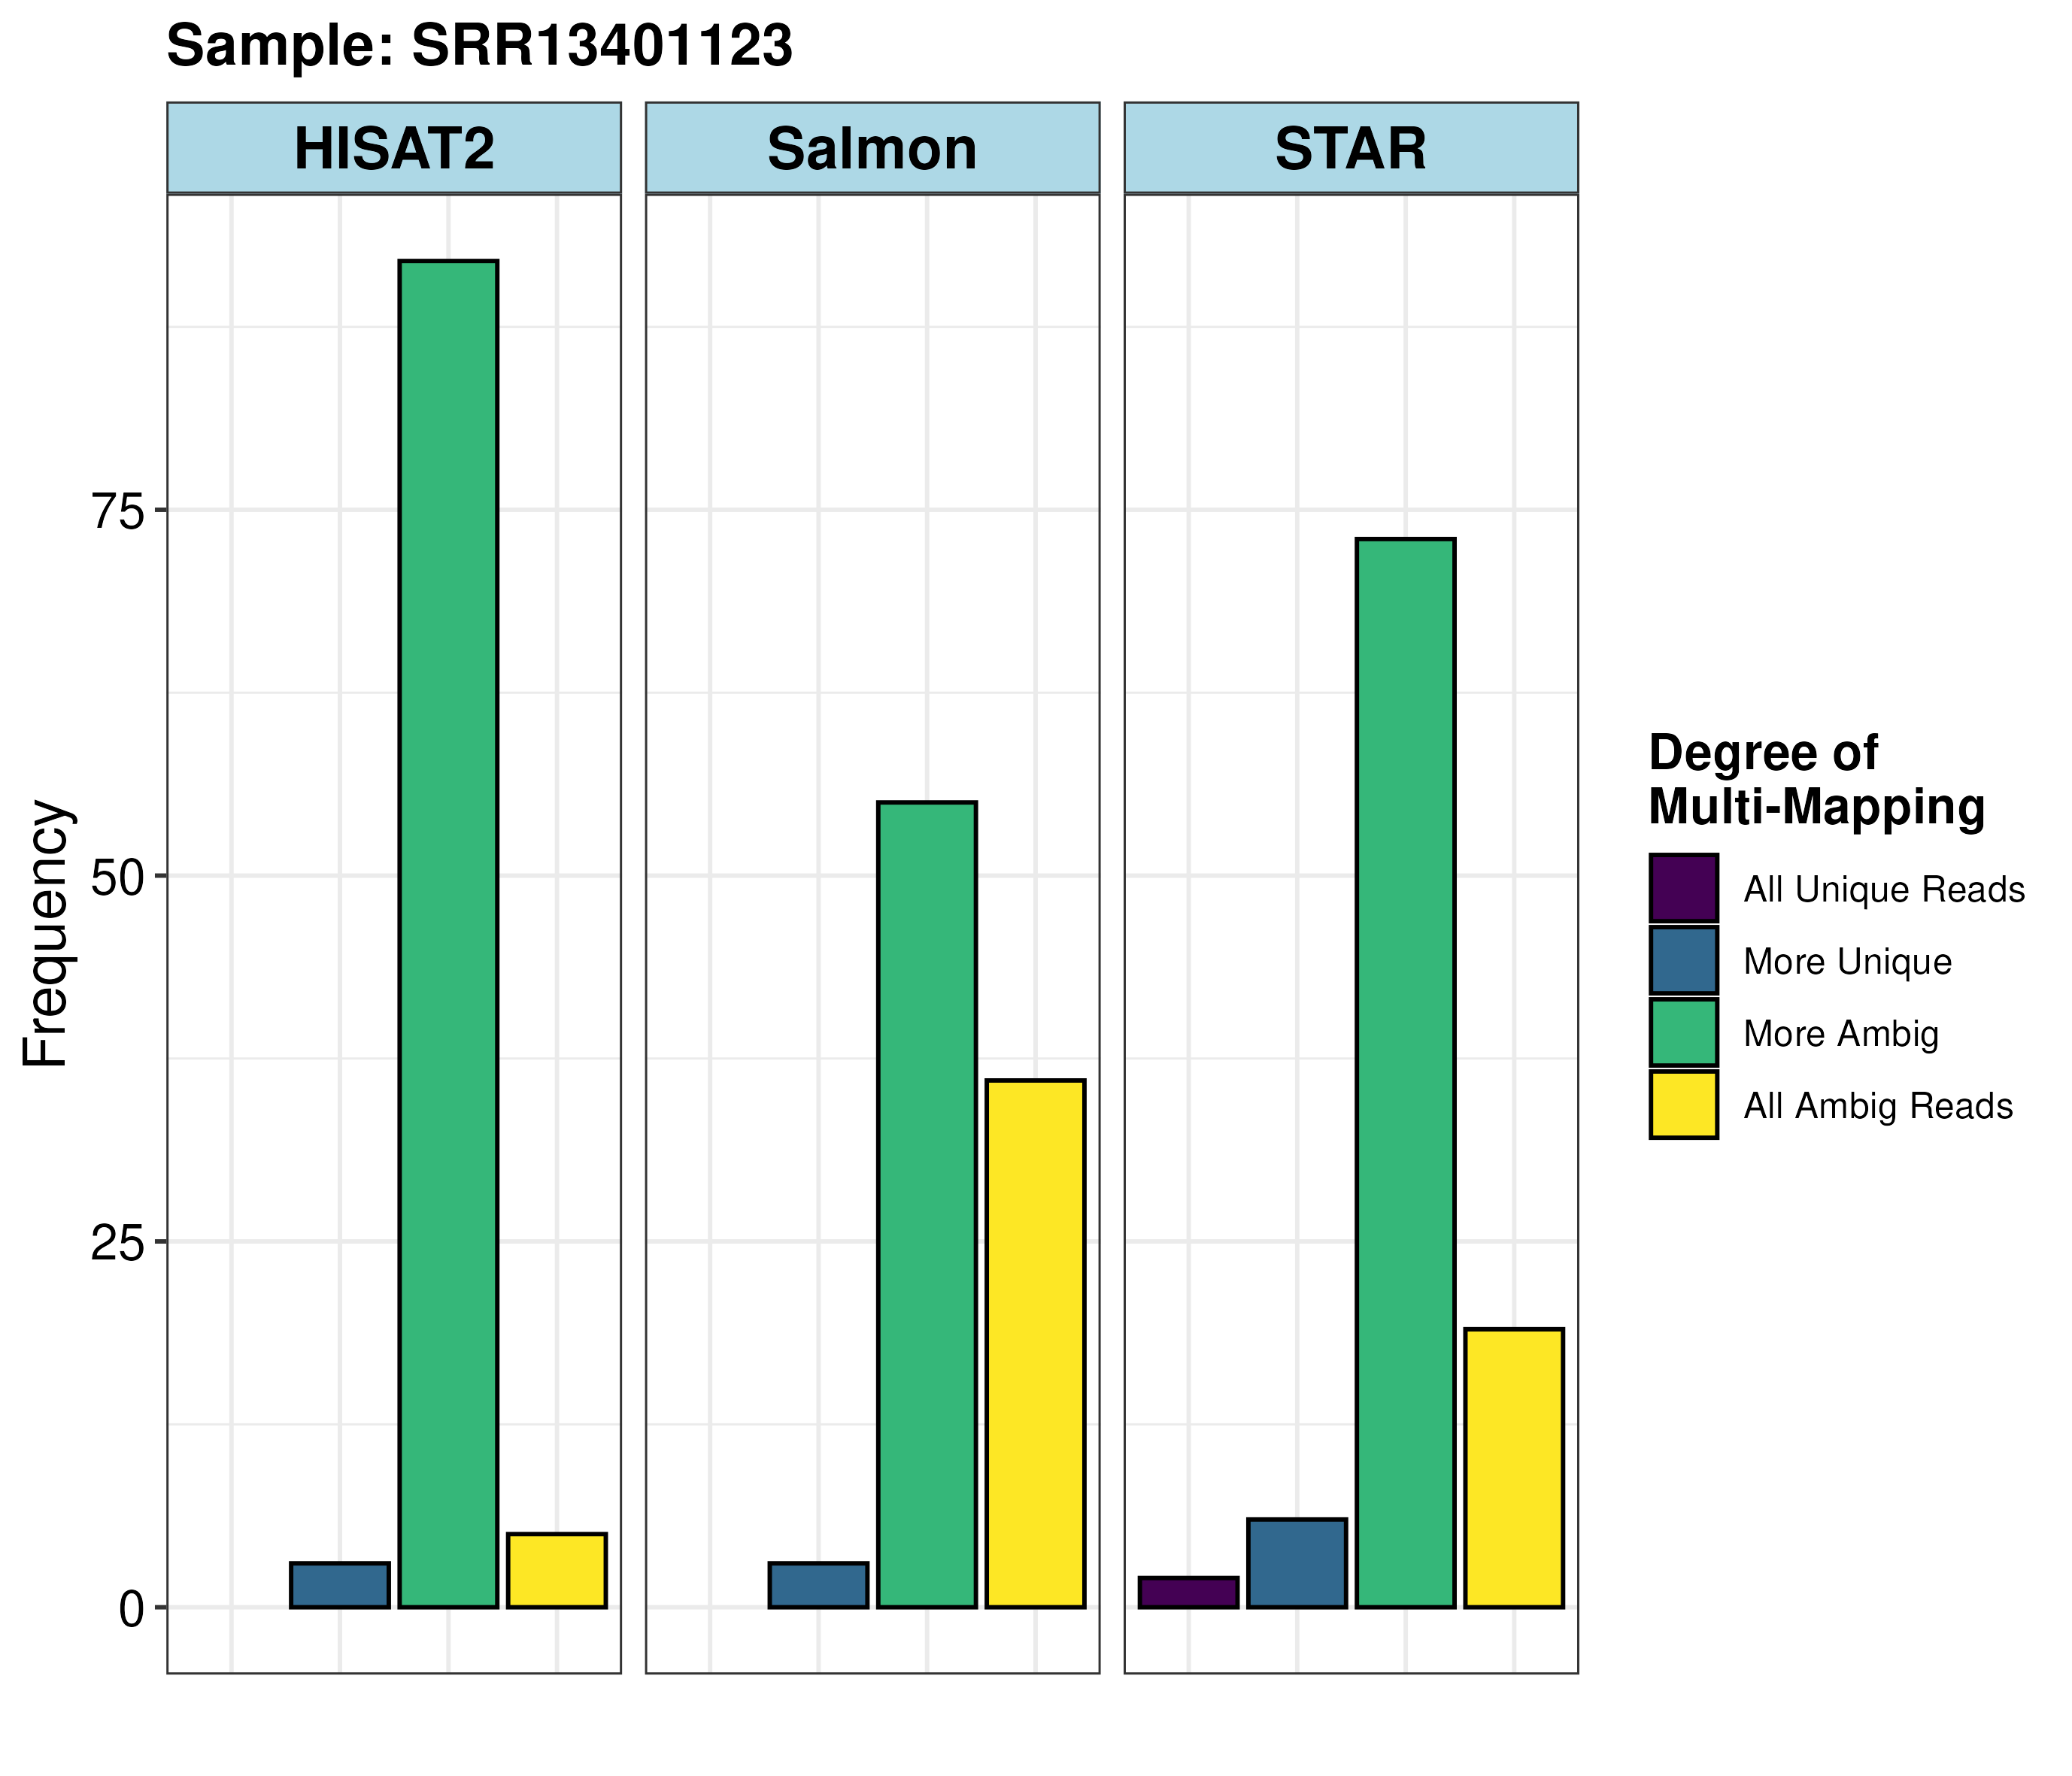 Sample: SRR13401123
HISAT2
Salmon
STAR
Frequency
75
50
25
0
Degree of
Multi-Mapping
All Unique Reads
More Unique
More Ambig
All Ambig Reads